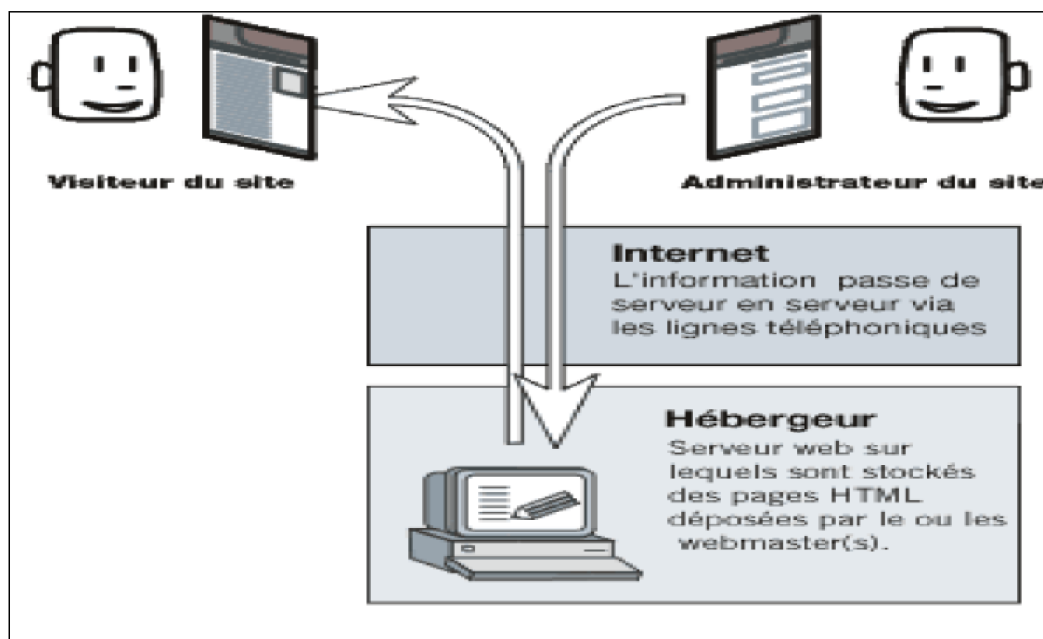 Visiteur du site
Administrateur du site
Internet
L'information passe de
serveur en serveur via
les lignes téléphoniques
Hébergeur
Serveur web sur
lequels sont stockés
des pages HTML
déposées par le ou les
webmaster(s).